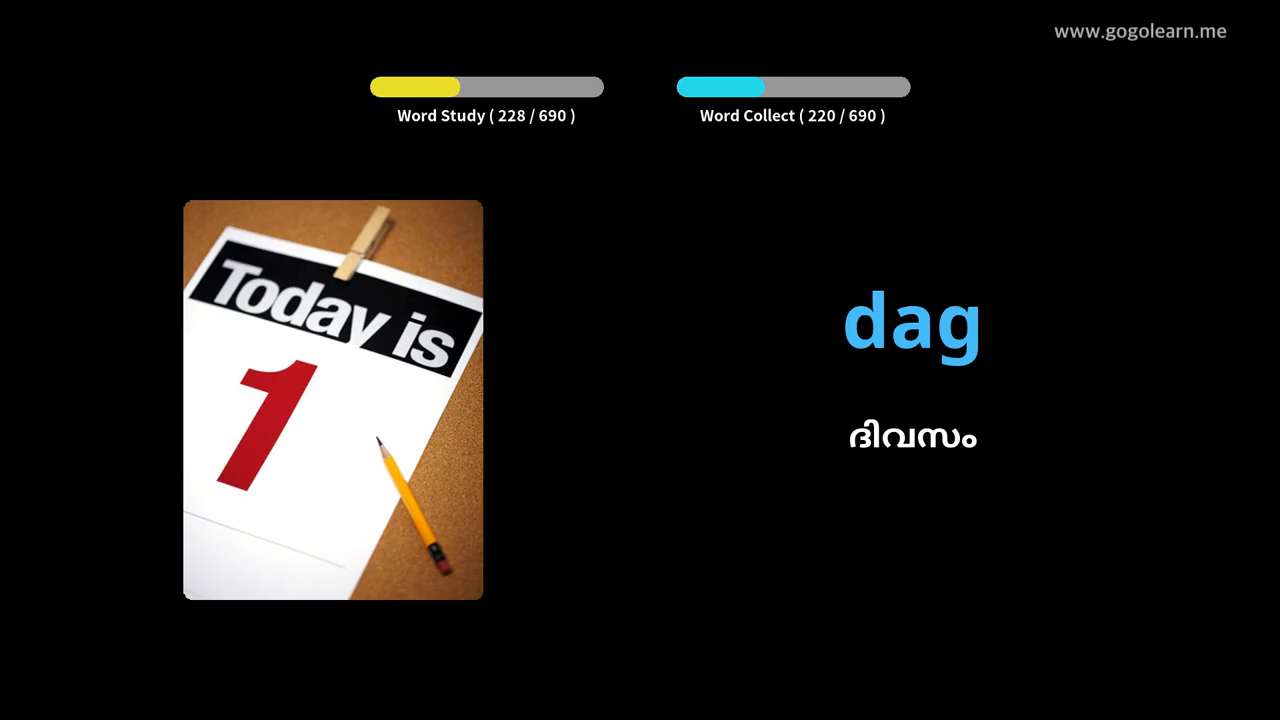 www.gogolearn.me
Word Study ( 228 / 690 )
Word Collect ( 220 / 690 )
Today is
1
dag
ദിവസം